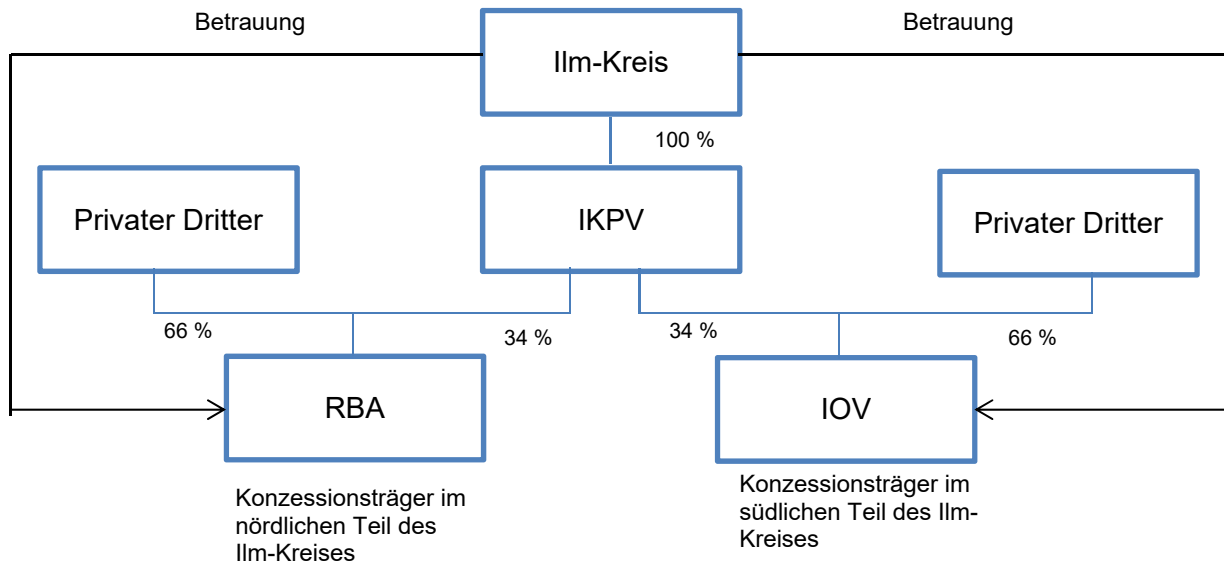 Betrauung
Betrauung
Ilm-Kreis
100 %
Privater Dritter
IKPV
Privater Dritter
66 %
34 %
34 %
66 %
RBA
IOV
Konzessionsträger im
nördlichen Teil des
Ilm-Kreises
Konzessionsträger im
südlichen Teil des Ilm-
Kreises